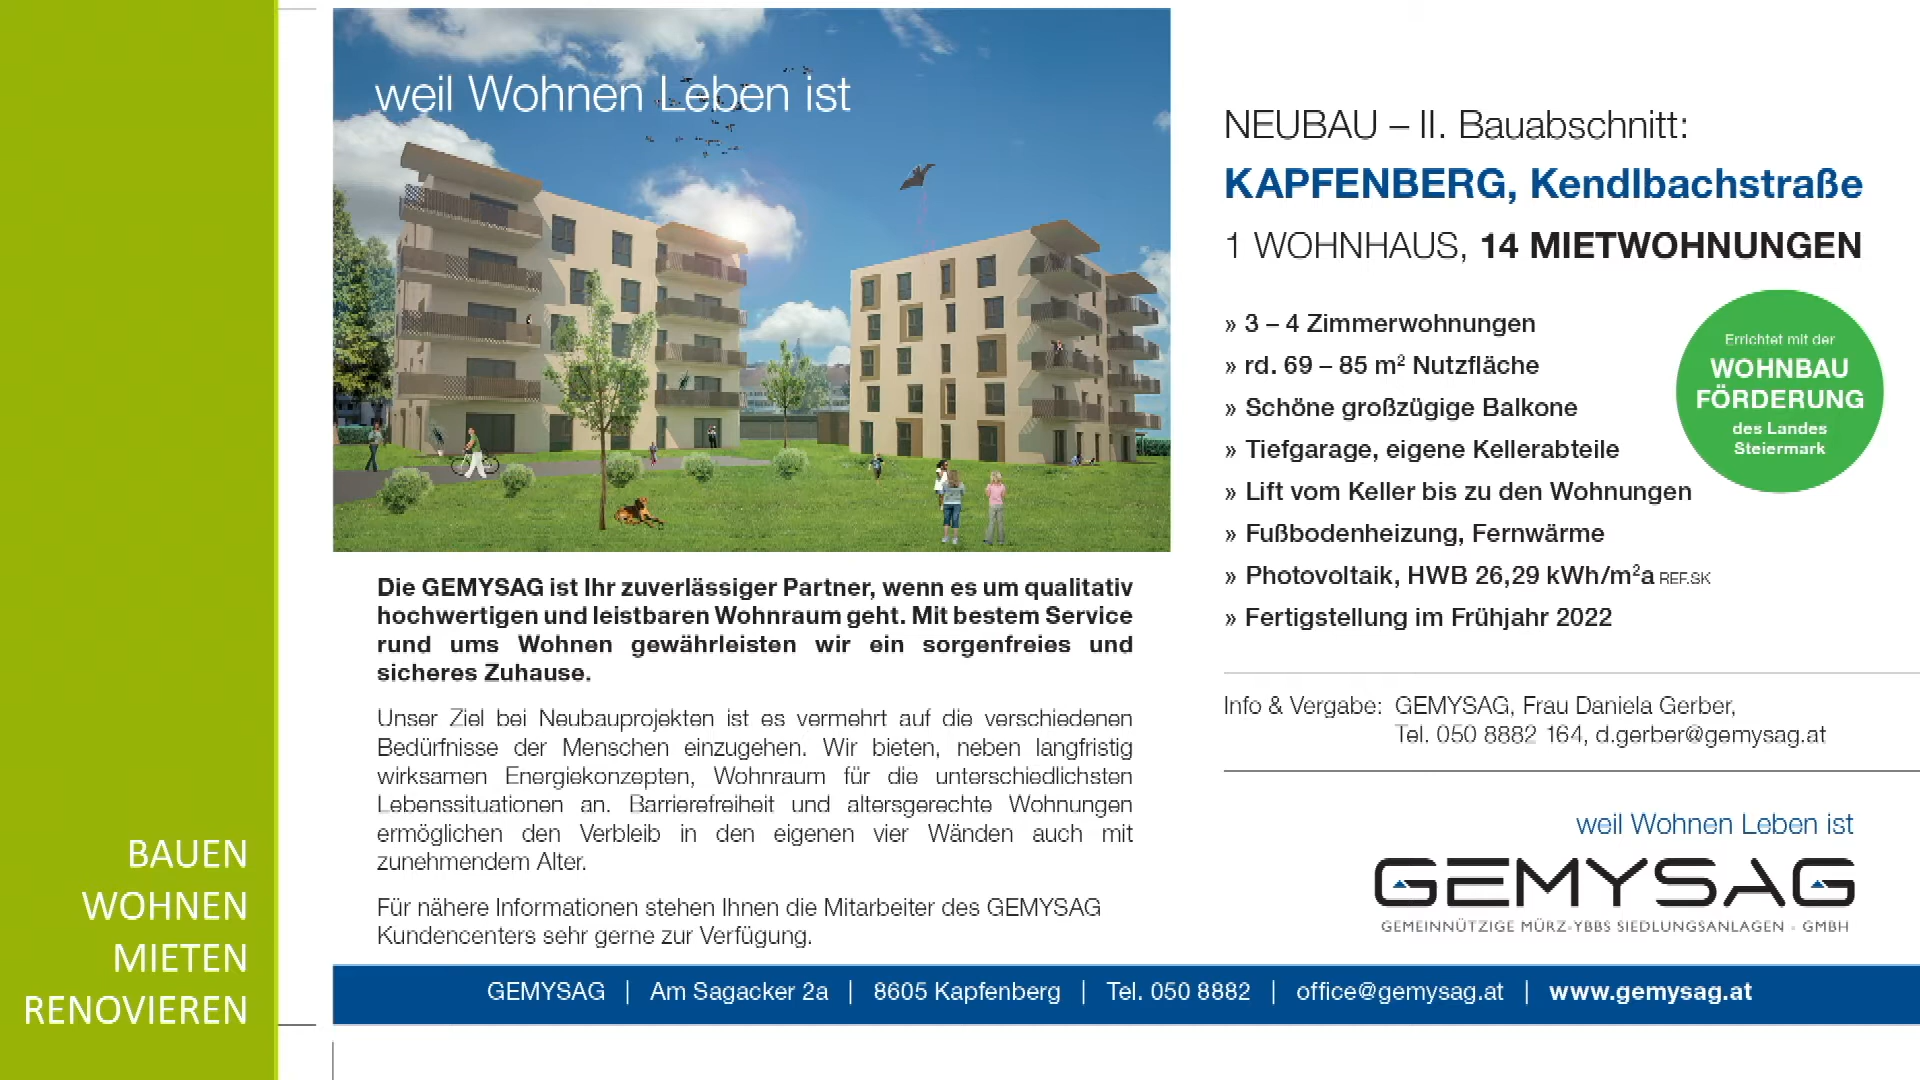 weil Wohnen Leben ist
NEUBAU – II. Bauabschnitt:
KAPFENBERG, Kendlbachstraße
1 WOHNHAUS, 14 MIETWOHNUNGEN
» 3 – 4 Zimmerwohnungen
» rd. 69 – 85 m² Nutzfläche
» Schöne großzügige Balkone
» Tiefgarage, eigene Kellerabteile
» Lift vom Keller bis zu den Wohnungen
» Fußbodenheizung, Fernwärme
» Photovoltaik, HWB 26,29 kWh/m²a REF.SK
» Fertigstellung im Frühjahr 2022
Errichtet mit der
WOHNBAU
FÖRDERUNG
des Landes
Steiermark
Die GEMYSAG ist Ihr zuverlässiger Partner, wenn es um qualitativ
hochwertigen und leistbaren Wohnraum geht. Mit bestem Service
rund ums Wohnen gewährleisten wir ein sorgenfreies und
sicheres Zuhause.
Unser Ziel bei Neubauprojekten ist es vermehrt auf die verschiedenen
Bedürfnisse der Menschen einzugehen. Wir bieten, neben langfristig
wirksamen Energiekonzepten, Wohnraum für die unterschiedlichsten
Lebenssituationen an. Barrierefreiheit und altersgerechte Wohnungen
ermöglichen den Verbleib in den eigenen vier Wänden auch mit
zunehmendem Alter.
Für nähere Informationen stehen Ihnen die Mitarbeiter des GEMYSAG
Kundencenters sehr gerne zur Verfügung.
Info & Vergabe: GEMYSAG, Frau Daniela Gerber,
Tel. 050 8882 164, d.gerber@gemysag.at
weil Wohnen Leben ist
GEMYSAG
GEMEINNÜTZIGE MÜRZ-YBBS SIEDLUNGSANLAGEN - GMBH
GEMYSAG | Am Sagacker 2a | 8605 Kapfenberg | Tel. 050 8882 | office@gemysag.at | www.gemysag.at
BAUEN
WOHNEN
MIETEN
RENOVIEREN